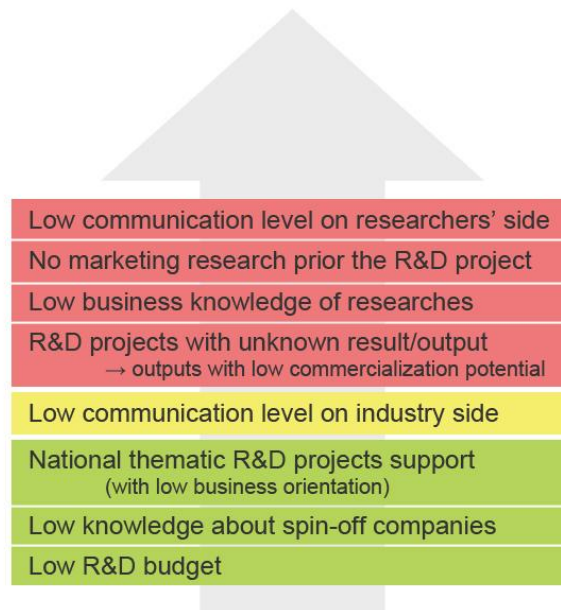 Low communication level on researchers' side
No marketing research prior the R&D project
Low business knowledge of researches
R&D projects with unknown result/output
→ outputs with low commercialization potential
Low communication level on industry side
National thematic R&D projects support
(with low business orientation)
Low knowledge about spin-off companies
Low R&D budget